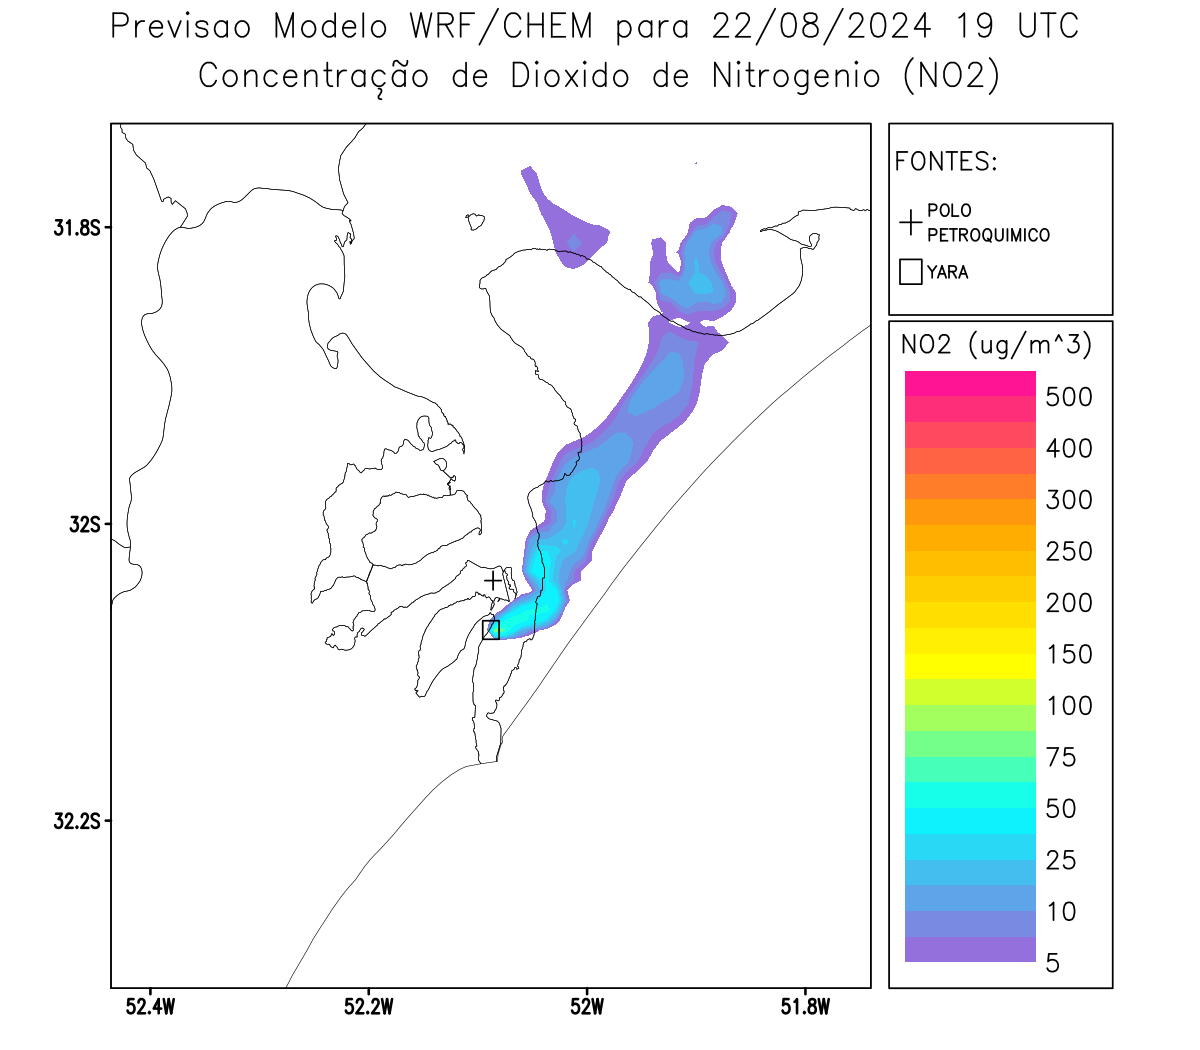 Previsao Modelo WRF/CHEM para 22/08/2024 19 UTC
Concentração de Dioxido de Nitrogenio (NO2)
FONTES:
POLO
PETROQUIMICO
YARA
NO2 (ug/m^3)
500
400
300
250
200
150
100
75
50
25
10
5
31.8S
32S
32.2S
52.4W
52.2W
52W
51.8W